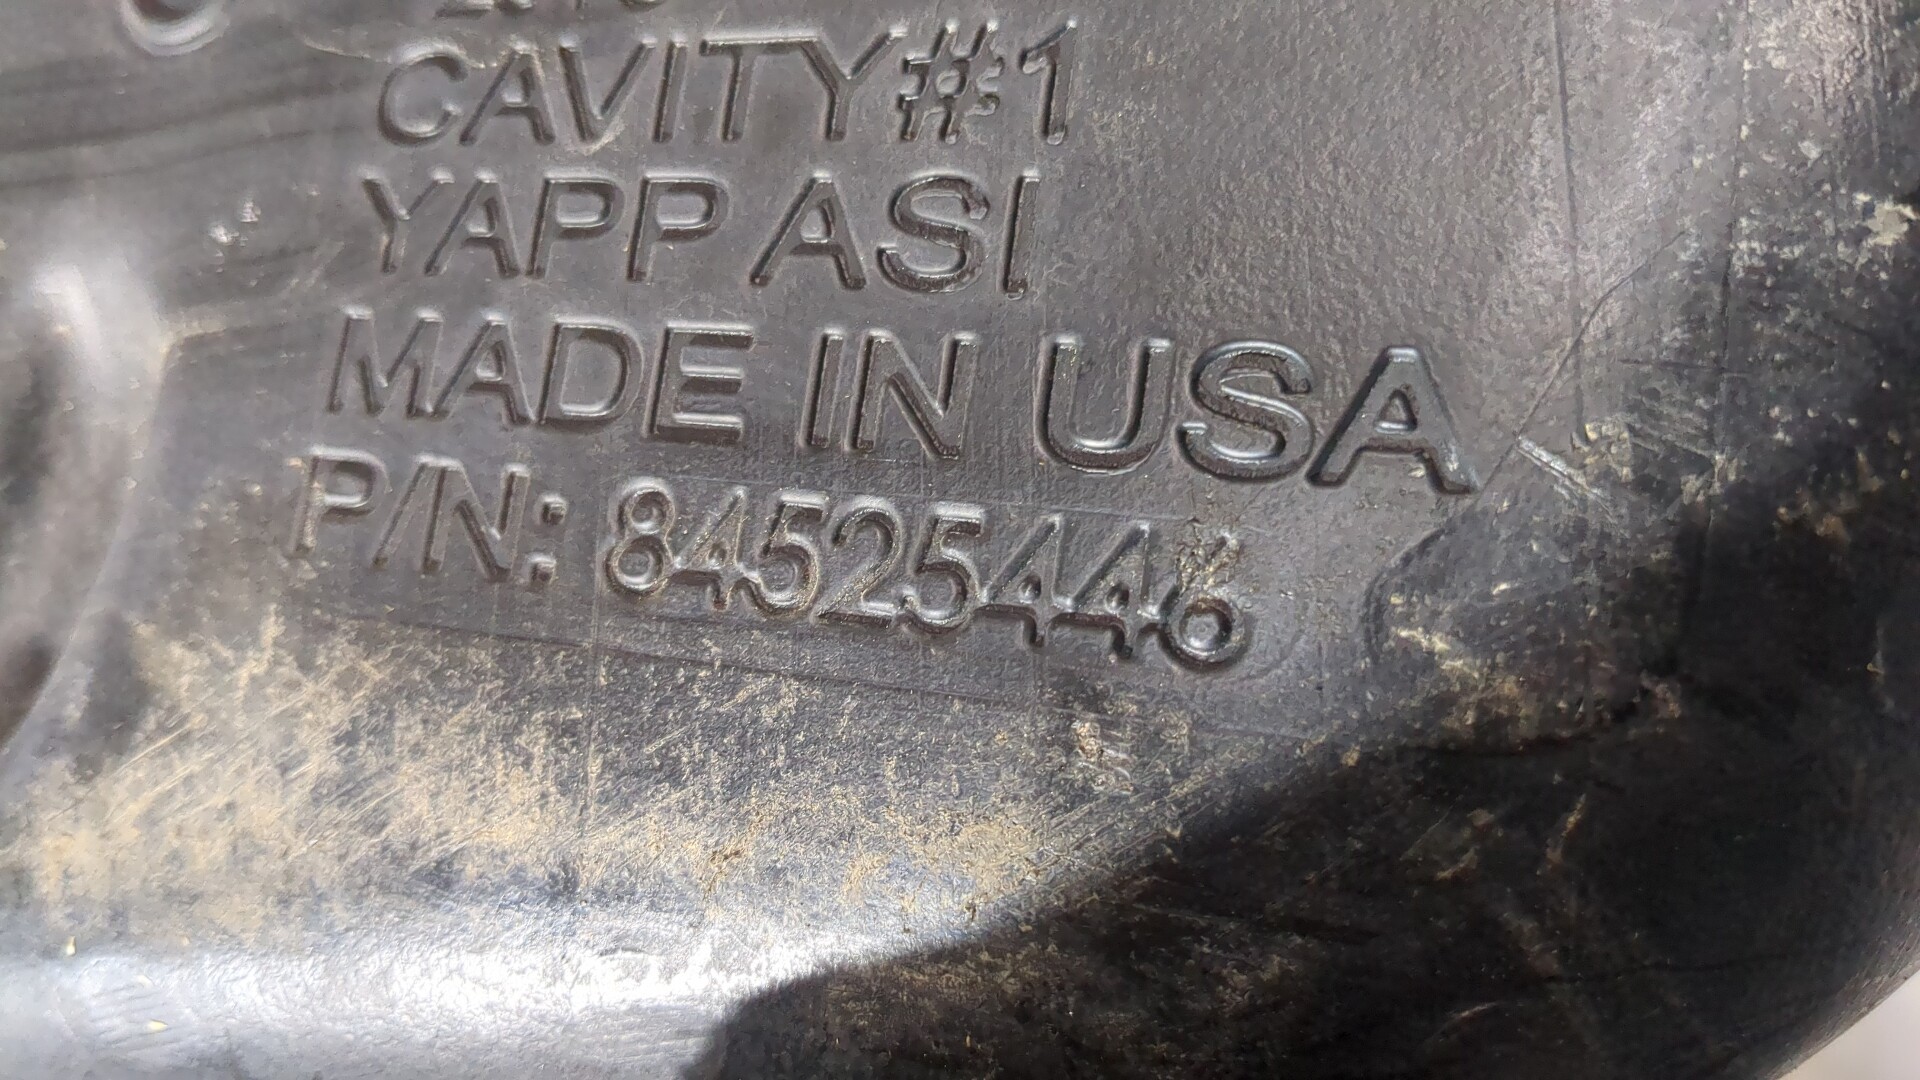 CAVITY#1
YAPP ASI
MADE IN USA
P/N: 84525446